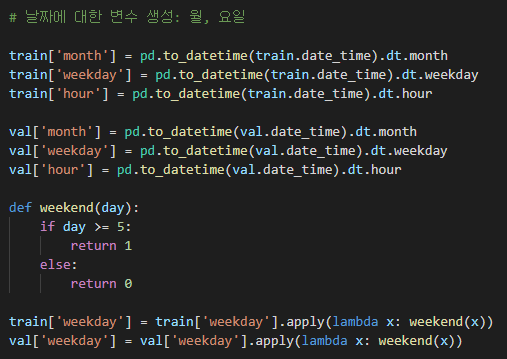 # 날짜에 대한 변수 생성: 월, 요일
train['month'] = pd.to_datetime(train.date_time).dt.month
train['weekday'] = pd.to_datetime(train.date_time).dt.weekday
train['hour'] = pd.to_datetime(train.date_time).dt.hour
val['month'] = pd.to_datetime(val.date_time).dt.month
val['weekday'] = pd.to_datetime(val.date_time).dt.weekday
val['hour'] = pd.to_datetime(val.date_time).dt.hour
def weekend(day):
    if day >= 5:
        return 1
    else:
        return 0
train['weekday'] = train['weekday'].apply(lambda x: weekend(x))
val['weekday'] = val['weekday'].apply(lambda x: weekend(x))